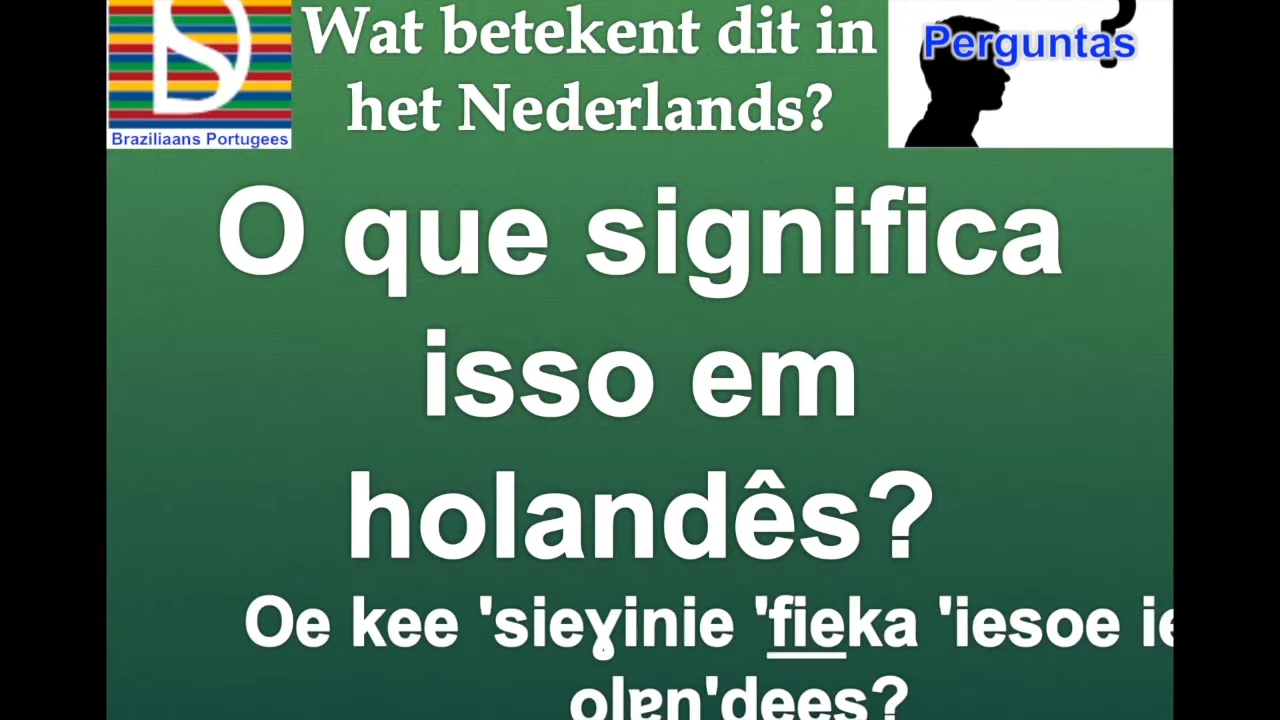 Wat betekent dit in
het Nederlands?
Braziliaans Portugees
Perguntas
O que significa
isso em
holandês?
Oe kee 'sieɣinie 'fieka 'iesoe
olɐn'dees?